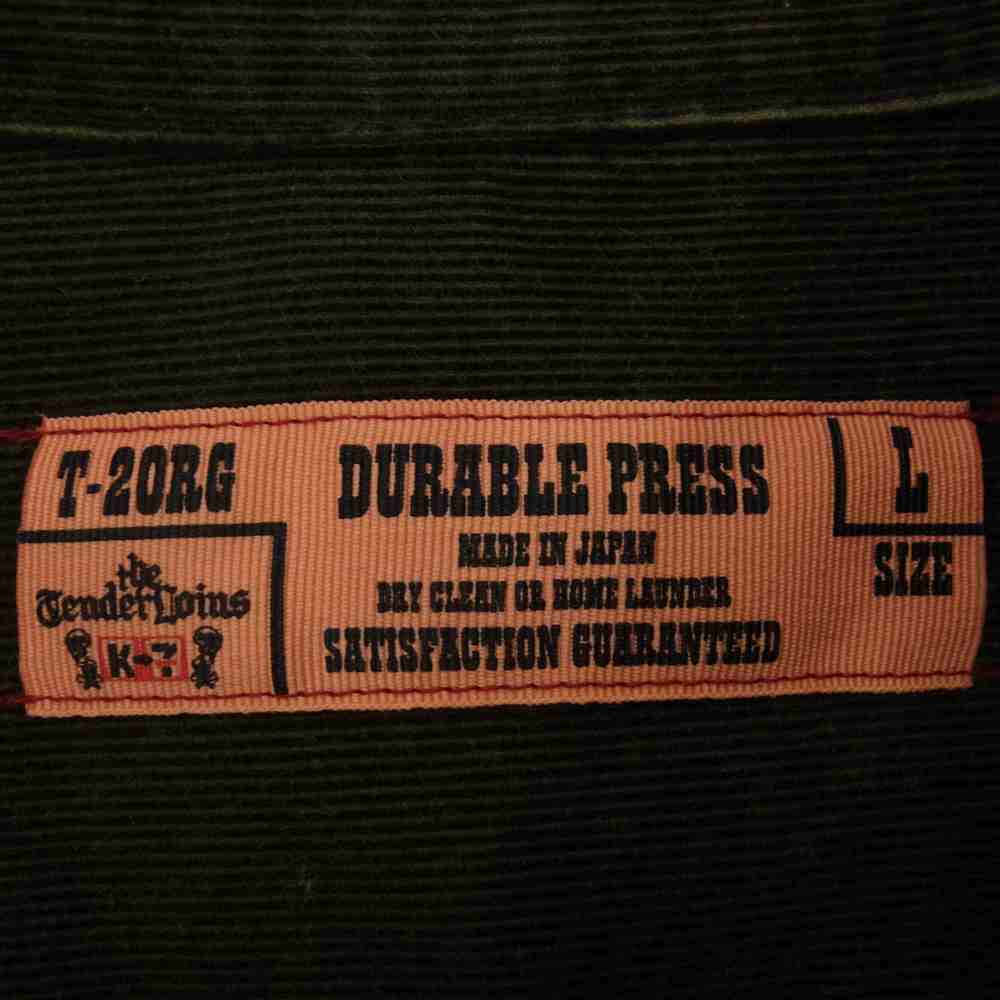 T-20RG
the
TenderLoins
K-7
DURABLE PRESS
MADE IN JAPAN
DRY CLEAN OR HOME LAUNDER
SATISFACTION GUARANTEED
L
SIZE